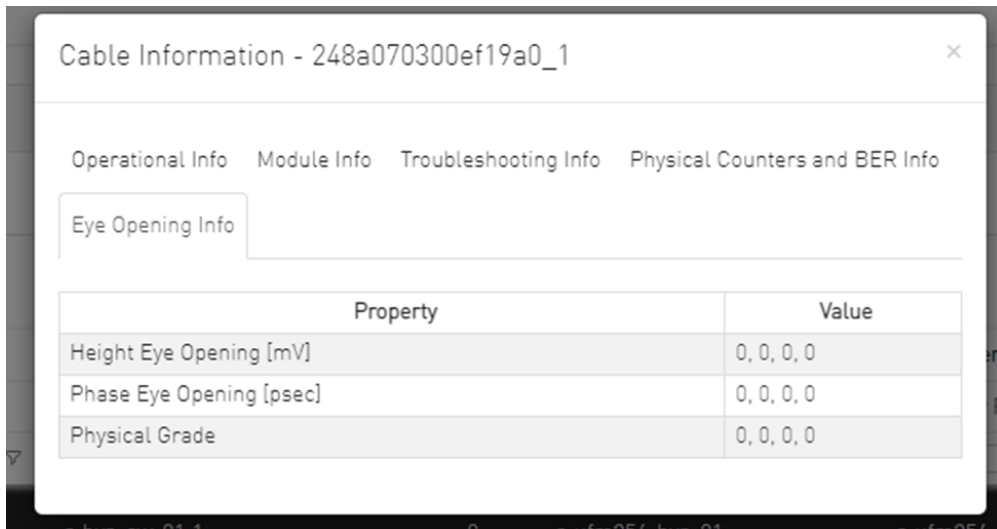 Cable Information - 248a070300ef19a0_1 ×
Operational Info Module Info Troubleshooting Info Physical Counters and BER Info
Eye Opening Info
Property Value
Height Eye Opening [mV] 0, 0, 0, 0
Phase Eye Opening [psec] 0, 0, 0, 0
Physical Grade 0, 0, 0, 0